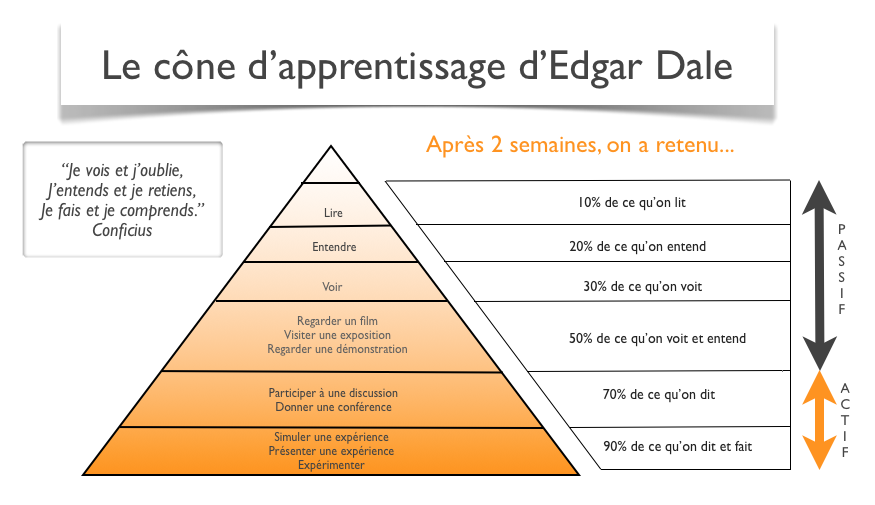 Le cône d’apprentissage d’Edgar Dale
“Je vois et j’oublie,
J’entends et je retiens,
Je fais et je comprends.”
Conficius
Après 2 semaines, on a retenu...
Lire
10% de ce qu’on lit
Entendre
20% de ce qu’on entend
Voir
30% de ce qu’on voit
Regarder un film
Visiter une exposition
Regarder une démonstration
50% de ce qu’on voit et entend
Participer à une discussion
Donner une conférence
70% de ce qu’on dit
Simuler une expérience
Présenter une expérience
Expérimenter
90% de ce qu’on dit et fait
PASSIF
ACTIF